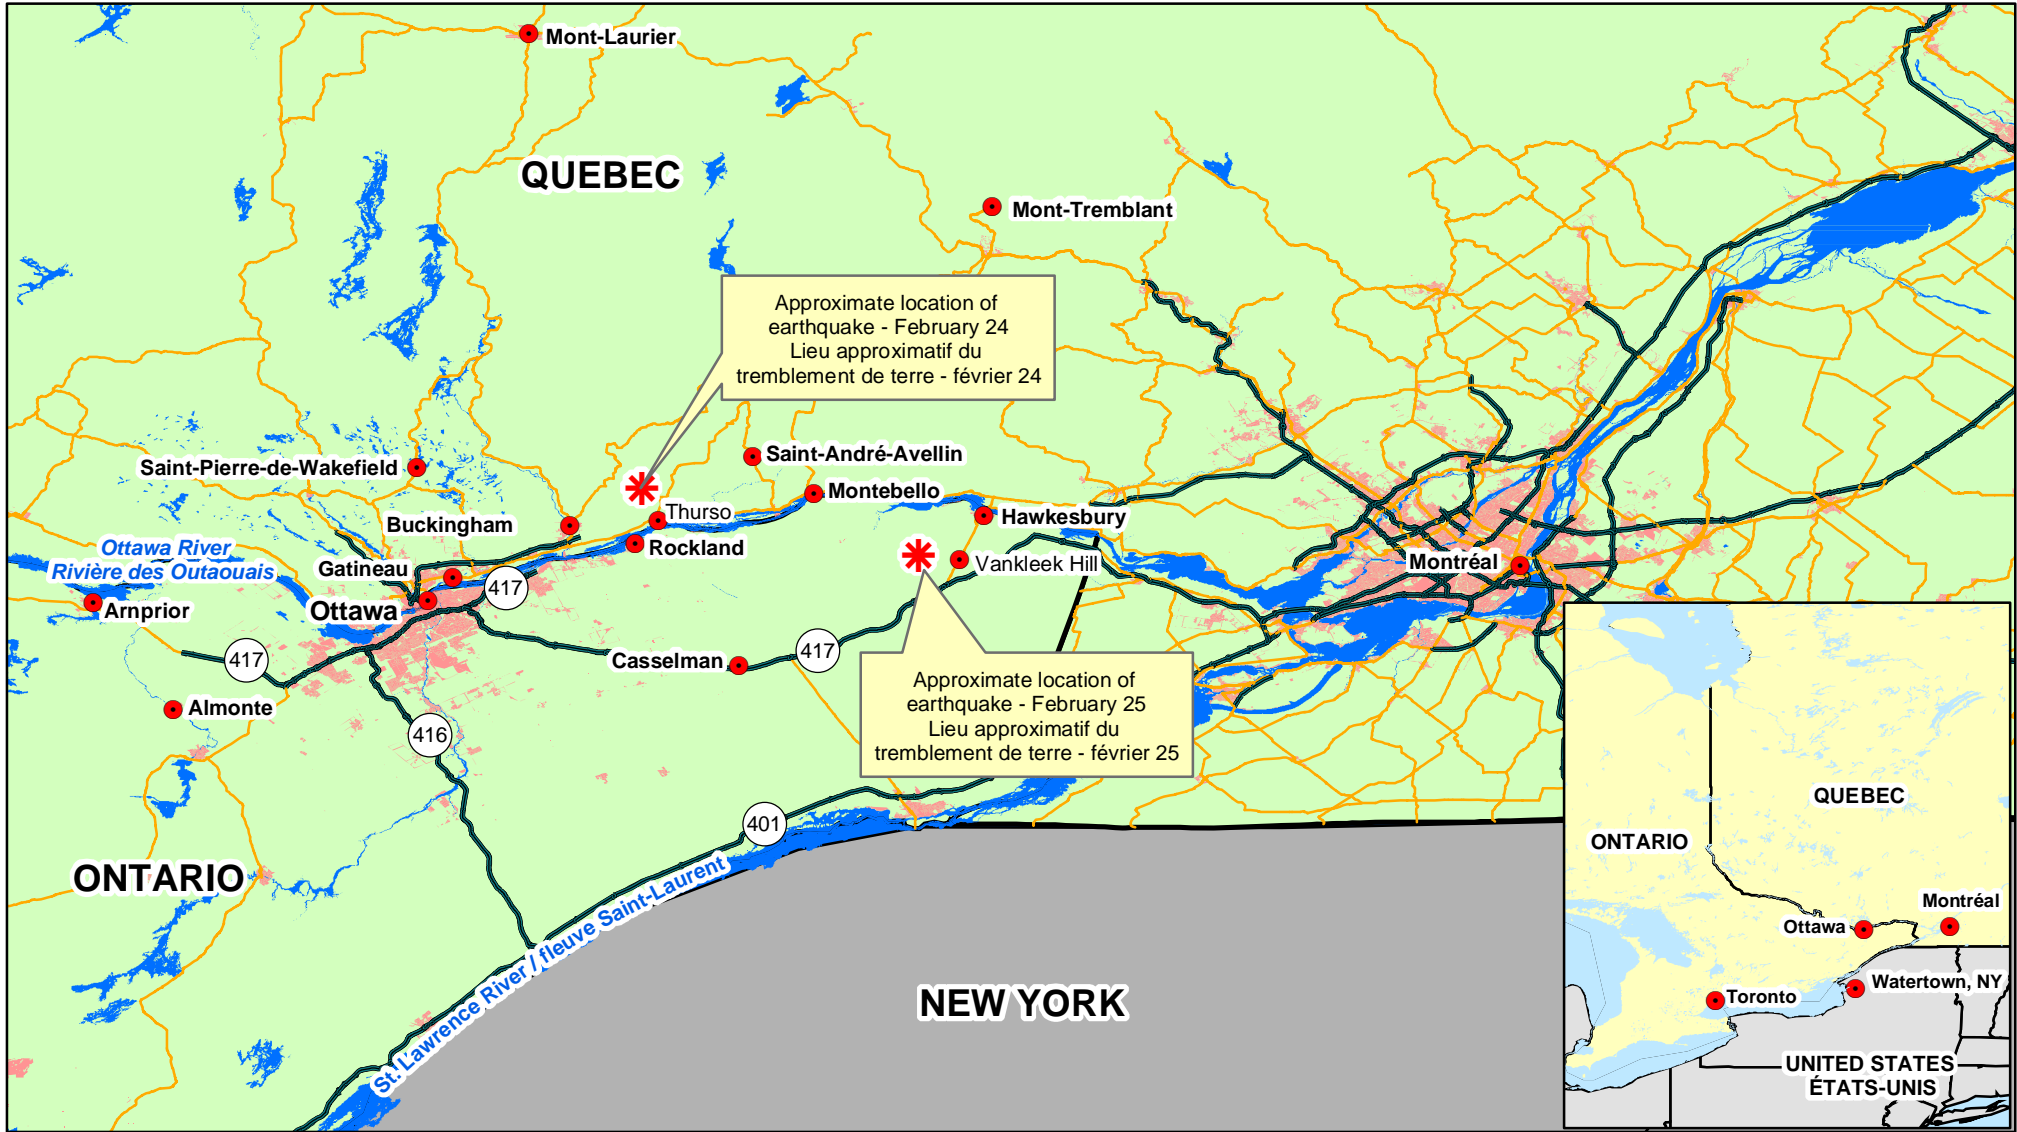 Mont-Laurier
QUEBEC
Mont-Tremblant
Approximate location of
earthquake - February 24
Lieu approximatif du
tremblement de terre - février 24
Saint-Pierre-de-Wakefield
Saint-André-Avellin
Montebello
Thurso
Buckingham
Hawkesbury
Rockland
Ottawa River
Rivière des Outaouais
Gatineau
Vankleek Hill
Montréal
417
Arnprior
Ottawa
417
Casselman
417
Almonte
416
Approximate location of
earthquake - February 25
Lieu approximatif du
tremblement de terre - février 25
401
ONTARIO
St. Lawrence River / fleuve Saint-Laurent
NEW YORK
QUEBEC
ONTARIO
Montréal
Ottawa
Watertown, NY
Toronto
UNITED STATES
ÉTATS-UNIS